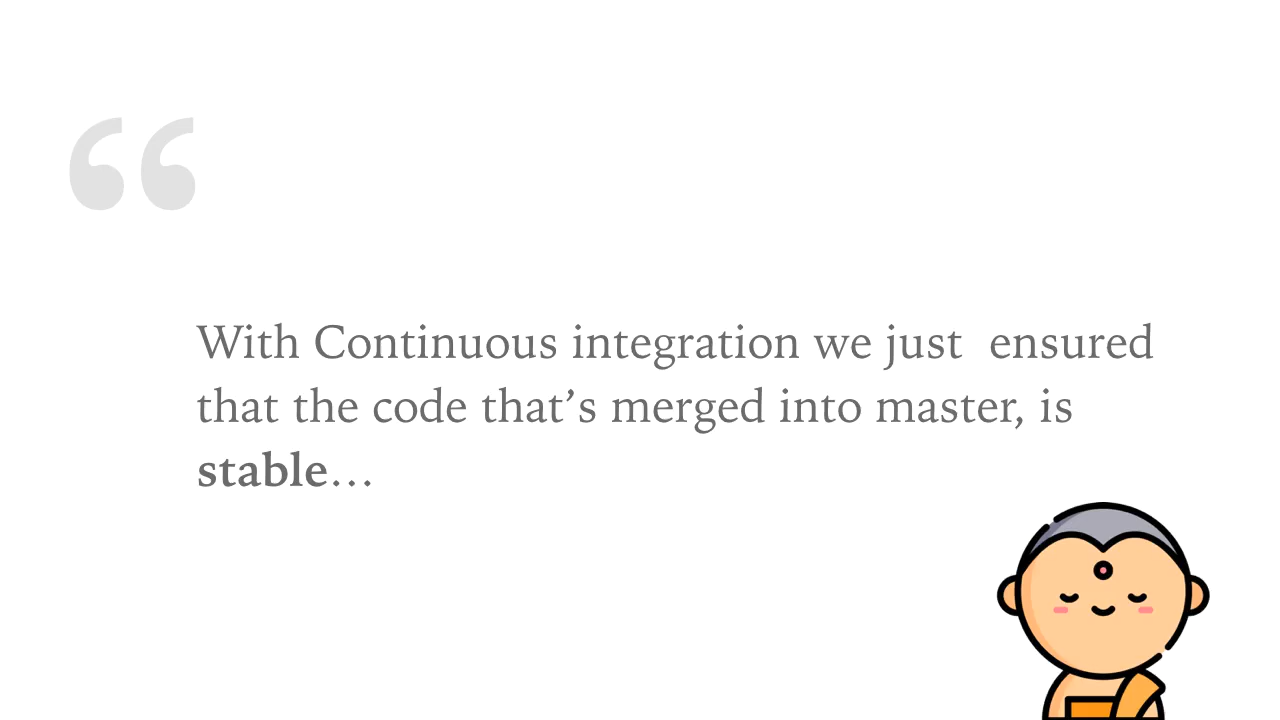 “
With Continuous integration we just  ensured
that the code that’s merged into master, is
stable…